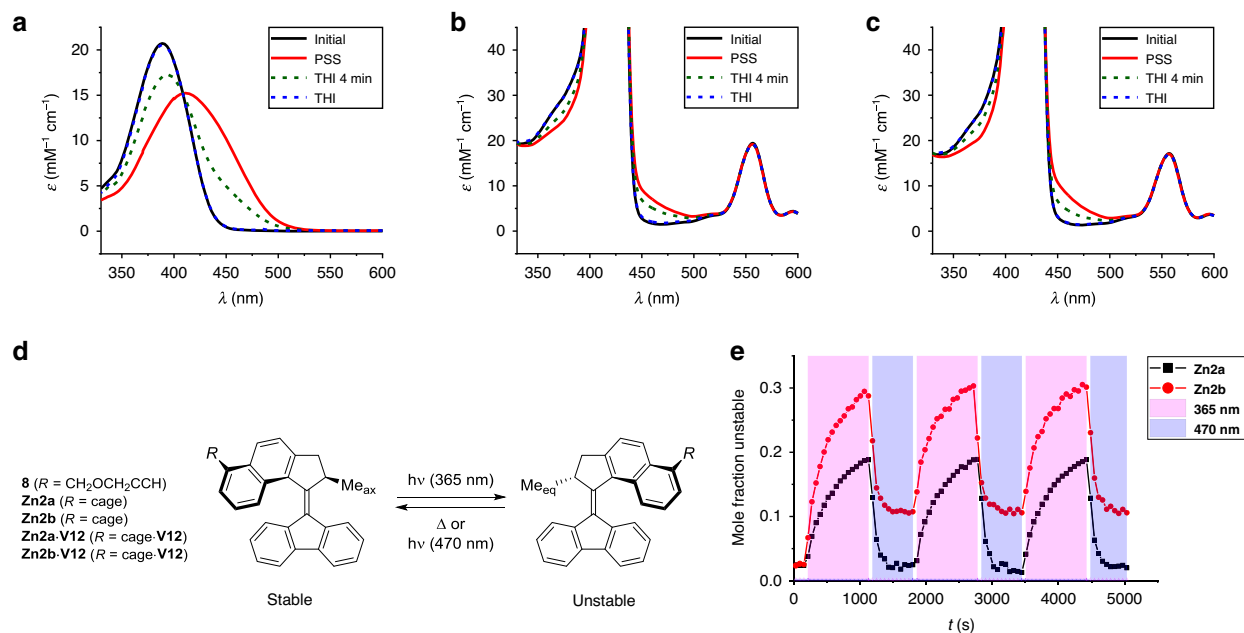 a
20
15
10
5
0
ε (mM⁻¹ cm⁻¹)
350 400 450 500 550 600
λ (nm)
Initial
PSS
THI 4 min
THI
b
40
30
20
10
0
ε (mM⁻¹ cm⁻¹)
350 400 450 500 550 600
λ (nm)
Initial
PSS
THI 4 min
THI
c
40
30
20
10
0
ε (mM⁻¹ cm⁻¹)
350 400 450 500 550 600
λ (nm)
Initial
PSS
THI 4 min
THI
d
8 (R = CH₂OCH₂CCH)
Zn2a (R = cage)
Zn2b (R = cage)
Zn2a·V12 (R = cage·V12)
Zn2b·V12 (R = cage·V12)
R
Meax
Stable
hν (365 nm)
Δ or
hν (470 nm)
R
Meeq
Unstable
e
0.3
0.2
0.1
0.0
Mole fraction unstable
0 1000 2000 3000 4000 5000
t (s)
Zn2a
Zn2b
365 nm
470 nm